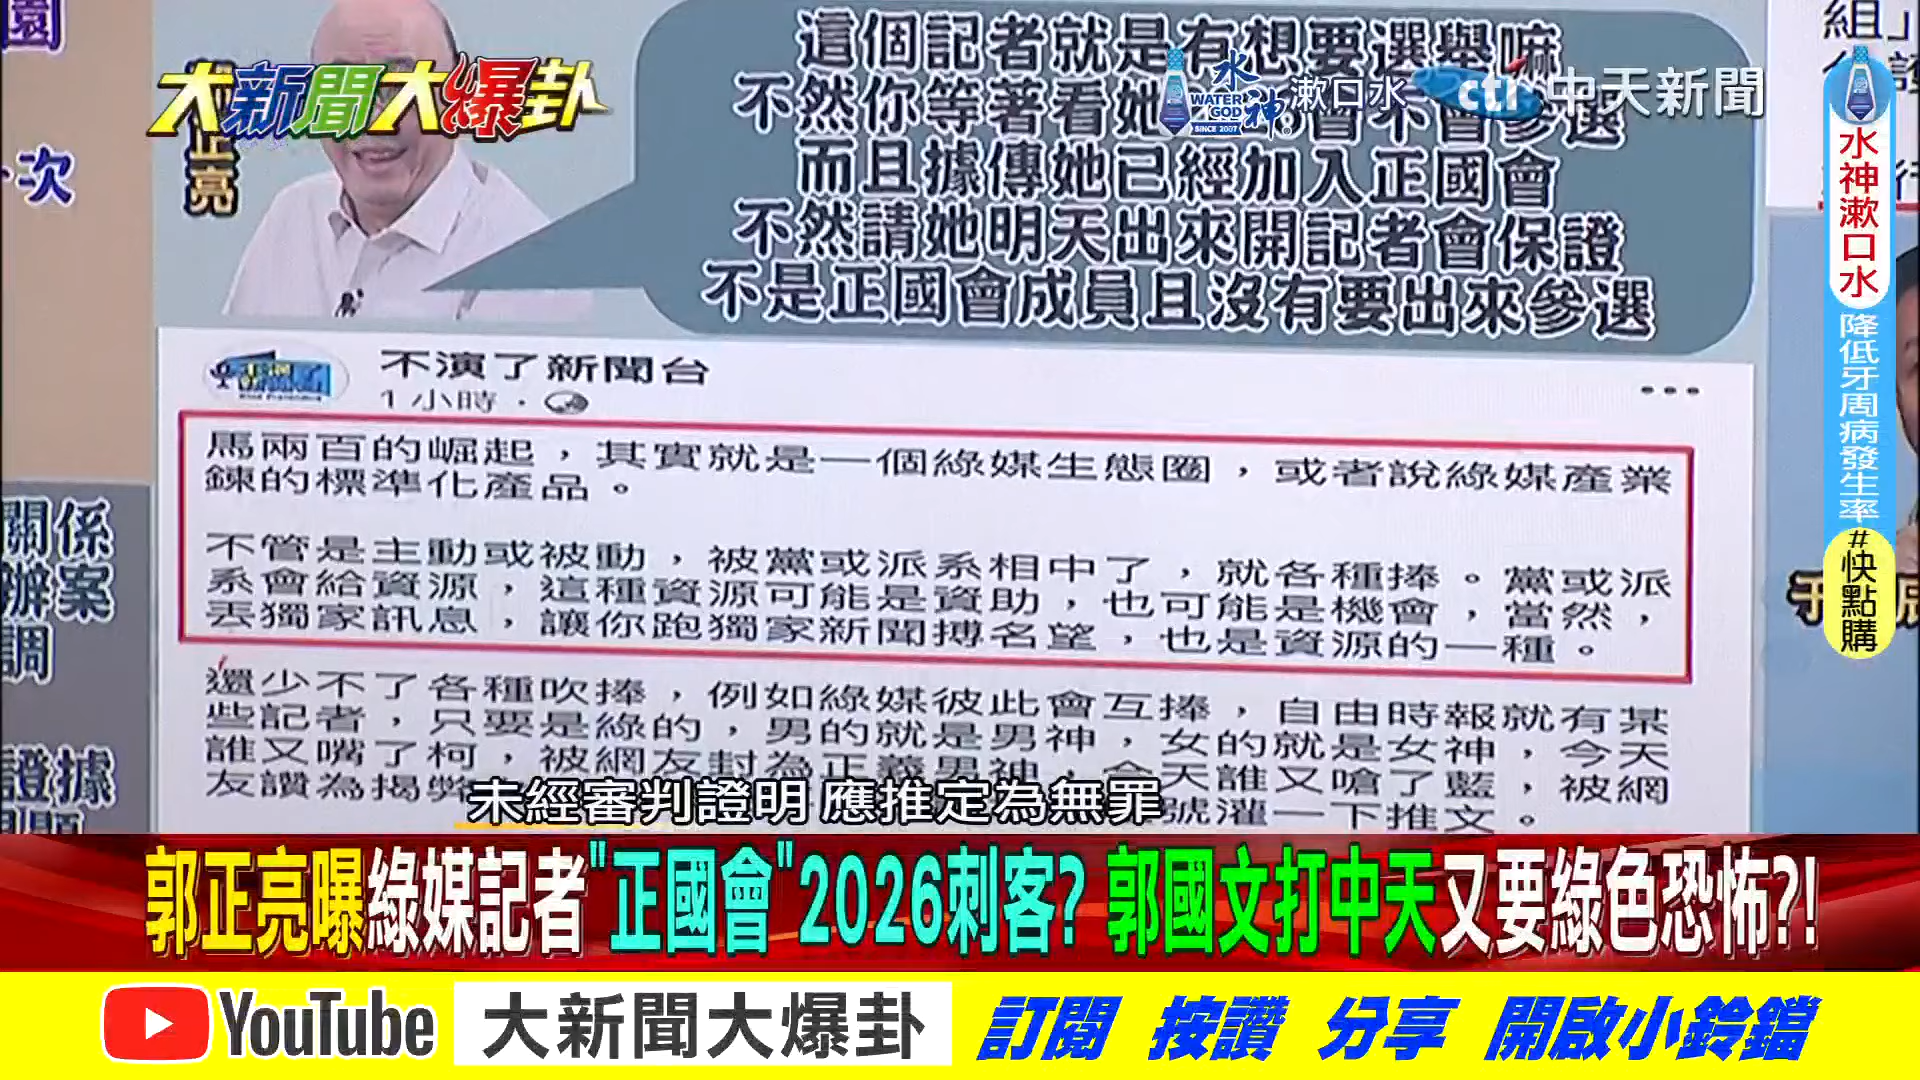 園
一次
關係
辦案
調
證據
大新聞大爆卦
正亮
這個記者就是有想要選舉嘛
不然你等著看她會不會參選
而且據傳她已經加入正國會
不然請她明天出來開記者會保證
不是正國會成員且沒有要出來參選
水神
WATER GOD
SINCE 2007
漱口水
cti 中天新聞
組」
水神漱口水
降低牙周病發生率
#快點購
不演了新聞台
1小時·
馬兩百的崛起，其實就是一個綠媒生態圈，或者說綠媒產業
鍊的標準化產品。
不管是主動或被動，被黨或派系相中了，就各種捧。黨或派
系會給資源，這種資源可能是資助，也可能是機會，當然，
丟獨家訊息，讓你跑獨家新聞搏名望，也是資源的一種。
還少不了各種吹捧，例如綠媒彼此會互捧，自由時報就有某
些記者，只要是綠的，男的就是男神，女的就是女神，今天
誰又嘴了柯，被網友封為正義男神，今天誰又嗆了藍，被網
友讚為揭弊
號灌一下推文。
未經審判證明 應推定為無罪
郭正亮曝綠媒記者"正國會"2026刺客? 郭國文打中天又要綠色恐怖?!
YouTube 大新聞大爆卦 訂閱 按讚 分享 開啟小鈴鐺